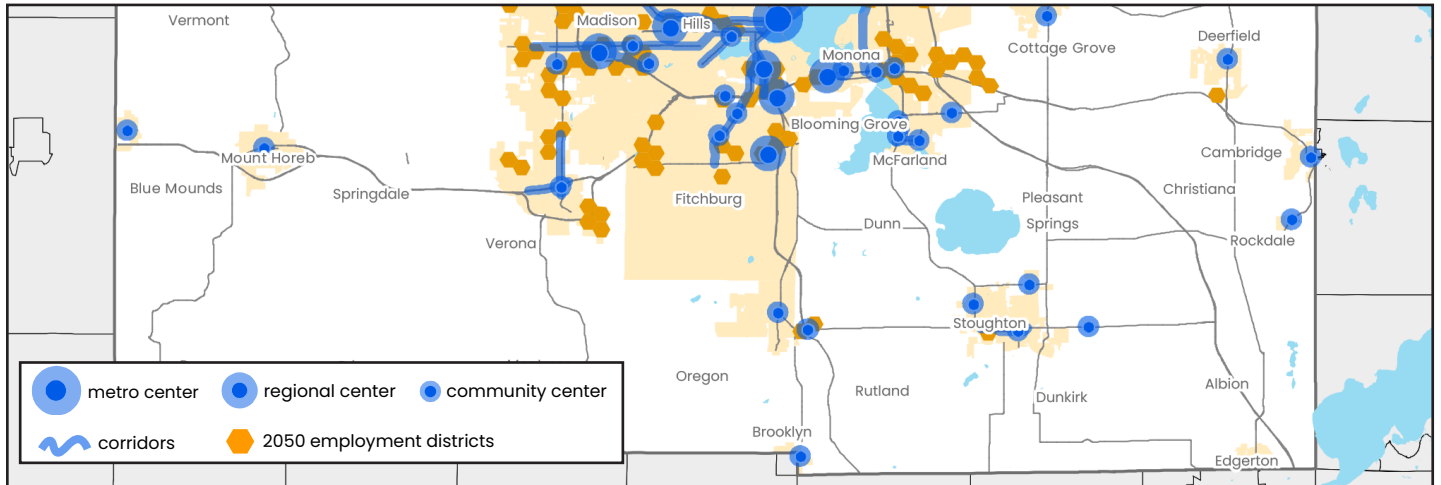 Vermont
Madison
Hills
Monona
Cottage Grove
Deerfield
Blooming Grove
McFarland
Cambridge
Mount Horeb
Blue Mounds
Springdale
Fitchburg
Christiana
Pleasant
Springs
Dunn
Verona
Rockdale
Stoughton
Oregon
Rutland
Dunkirk
Albion
Brooklyn
Edgerton
metro center
regional center
community center
corridors
2050 employment districts